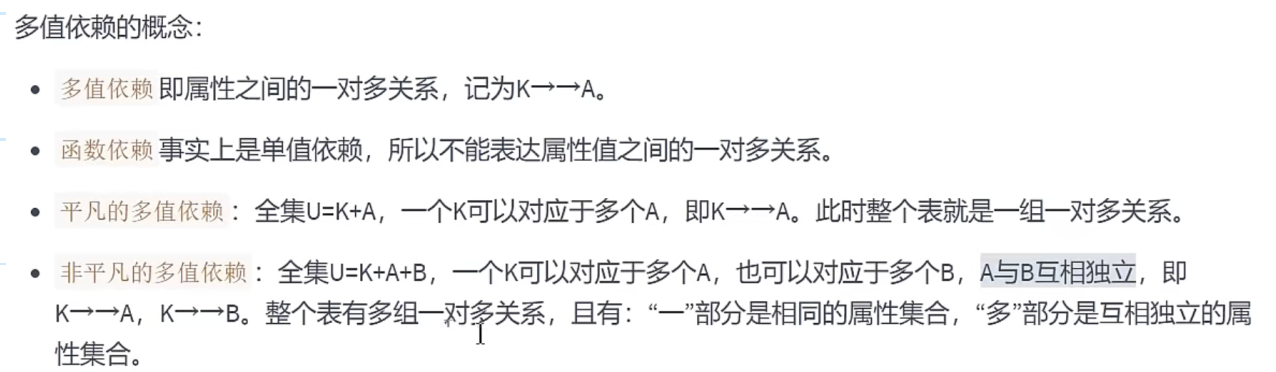 多值依赖的概念：
多值依赖 即属性之间的一对多关系，记为K→→A。
函数依赖 事实上是单值依赖，所以不能表达属性值之间的一对多关系。
平凡的多值依赖 ：全集U=K+A，一个K可以对应于多个A，即K→→A。此时整个表就是一组一对多关系。
非平凡的多值依赖 ：全集U=K+A+B，一个K可以对应于多个A，也可以对应于多个B，A与B互相独立，即
K→→A，K→→B。整个表有多组一对多关系，且有：“一”部分是相同的属性集合，“多”部分是互相独立的属
性集合。